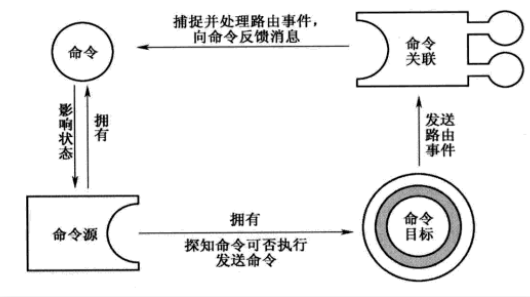 捕捉并处理路由事件，
向命令反馈消息
命令
命令
关联
影响状态
拥有
发送
路由
事件
命令源
拥有
探知命令可否执行
发送命令
命令
目标